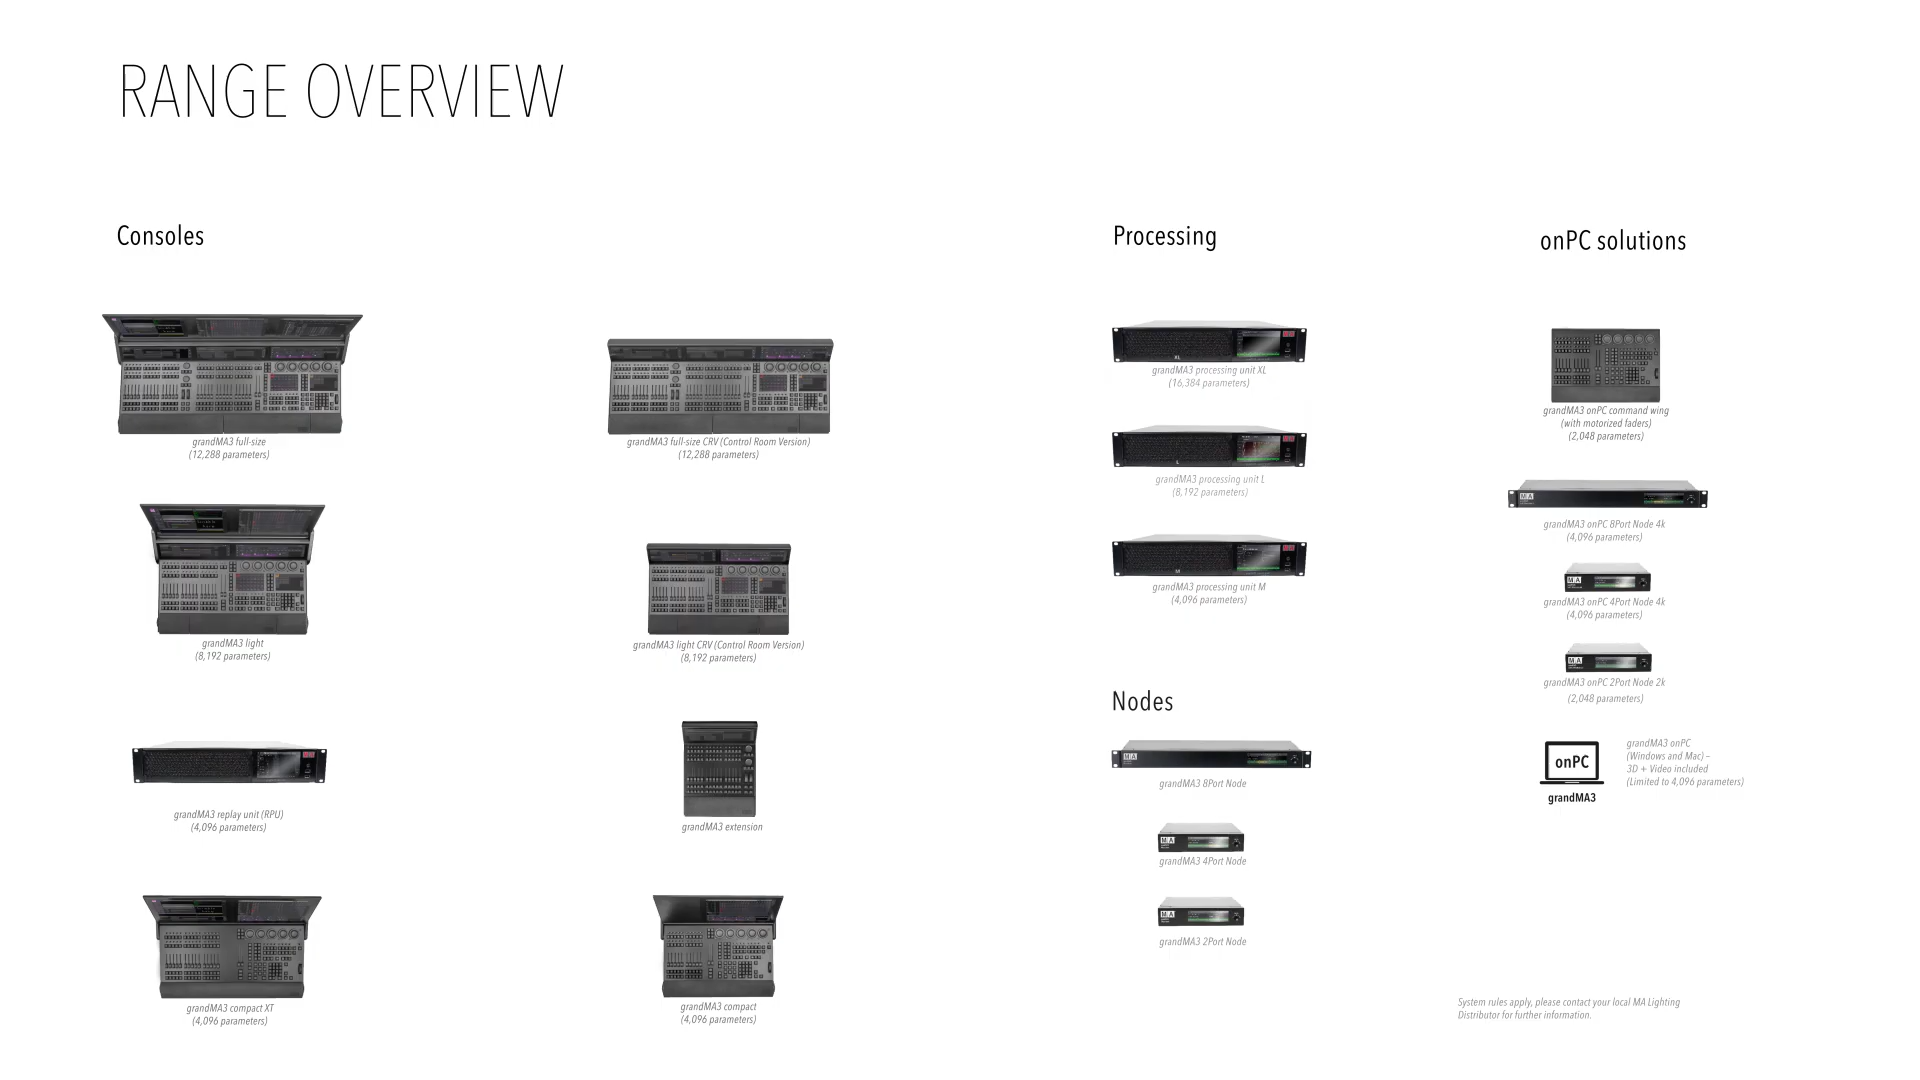 RANGE OVERVIEW
Consoles
grandMA3 full-size
(12,288 parameters)
grandMA3 full-size CRV (Control Room Version)
(12,288 parameters)
grandMA3 light
(8,192 parameters)
grandMA3 light CRV (Control Room Version)
(8,192 parameters)
grandMA3 replay unit (RPU)
(4,096 parameters)
grandMA3 extension
grandMA3 compact XT
(4,096 parameters)
grandMA3 compact
(4,096 parameters)
Processing
XL
grandMA3 processing unit XL
(16,384 parameters)
L
grandMA3 processing unit L
(8,192 parameters)
M
grandMA3 processing unit M
(4,096 parameters)
Nodes
MA
grandMA3 8Port Node
MA
grandMA3 4Port Node
MA
grandMA3 2Port Node
onPC solutions
grandMA3 onPC command wing
(with motorized faders)
(2,048 parameters)
MA
grandMA3 onPC 8Port Node 4k
(4,096 parameters)
MA
grandMA3 onPC 4Port Node 4k
(4,096 parameters)
MA
grandMA3 onPC 2Port Node 2k
(2,048 parameters)
onPC
grandMA3
grandMA3 onPC
(Windows and Mac) –
3D + Video included
(Limited to 4,096 parameters)
System rules apply, please contact your local MA Lighting
Distributor for further information.